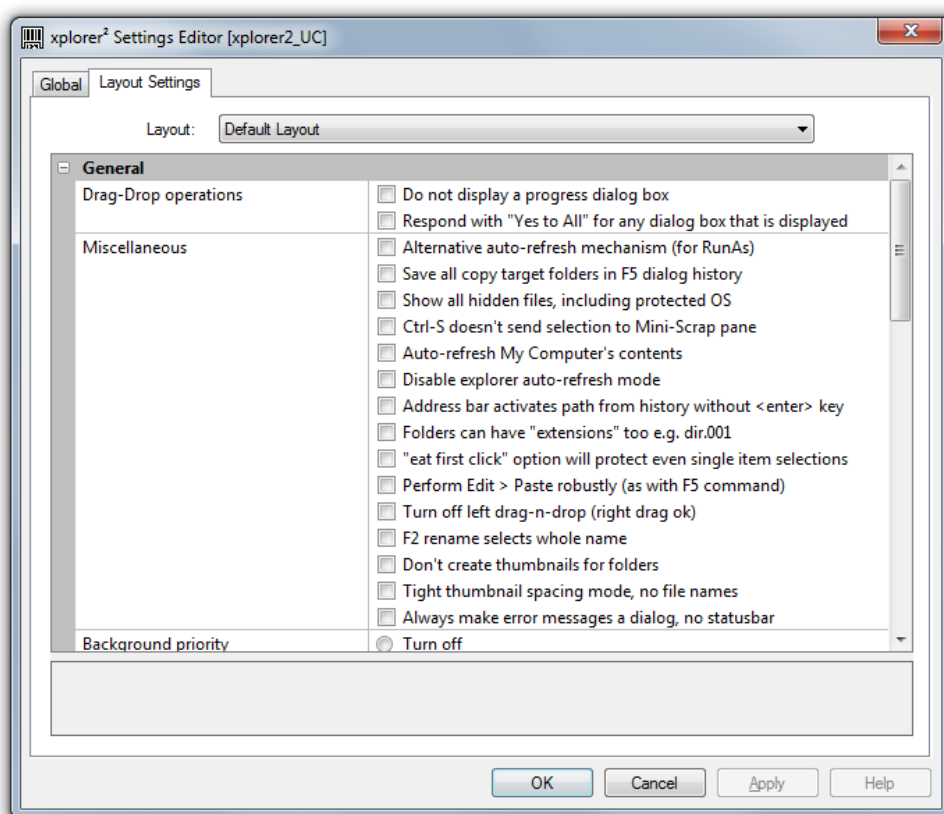 xplorer² Settings Editor [xplorer2_UC]
Global
Layout Settings
Layout: Default Layout
General
Drag-Drop operations
Do not display a progress dialog box
Respond with "Yes to All" for any dialog box that is displayed
Miscellaneous
Alternative auto-refresh mechanism (for RunAs)
Save all copy target folders in F5 dialog history
Show all hidden files, including protected OS
Ctrl-S doesn't send selection to Mini-Scrap pane
Auto-refresh My Computer's contents
Disable explorer auto-refresh mode
Address bar activates path from history without <enter> key
Folders can have "extensions" too e.g. dir.001
"eat first click" option will protect even single item selections
Perform Edit > Paste robustly (as with F5 command)
Turn off left drag-n-drop (right drag ok)
F2 rename selects whole name
Don't create thumbnails for folders
Tight thumbnail spacing mode, no file names
Always make error messages a dialog, no statusbar
Background priority
Turn off
OK
Cancel
Apply
Help